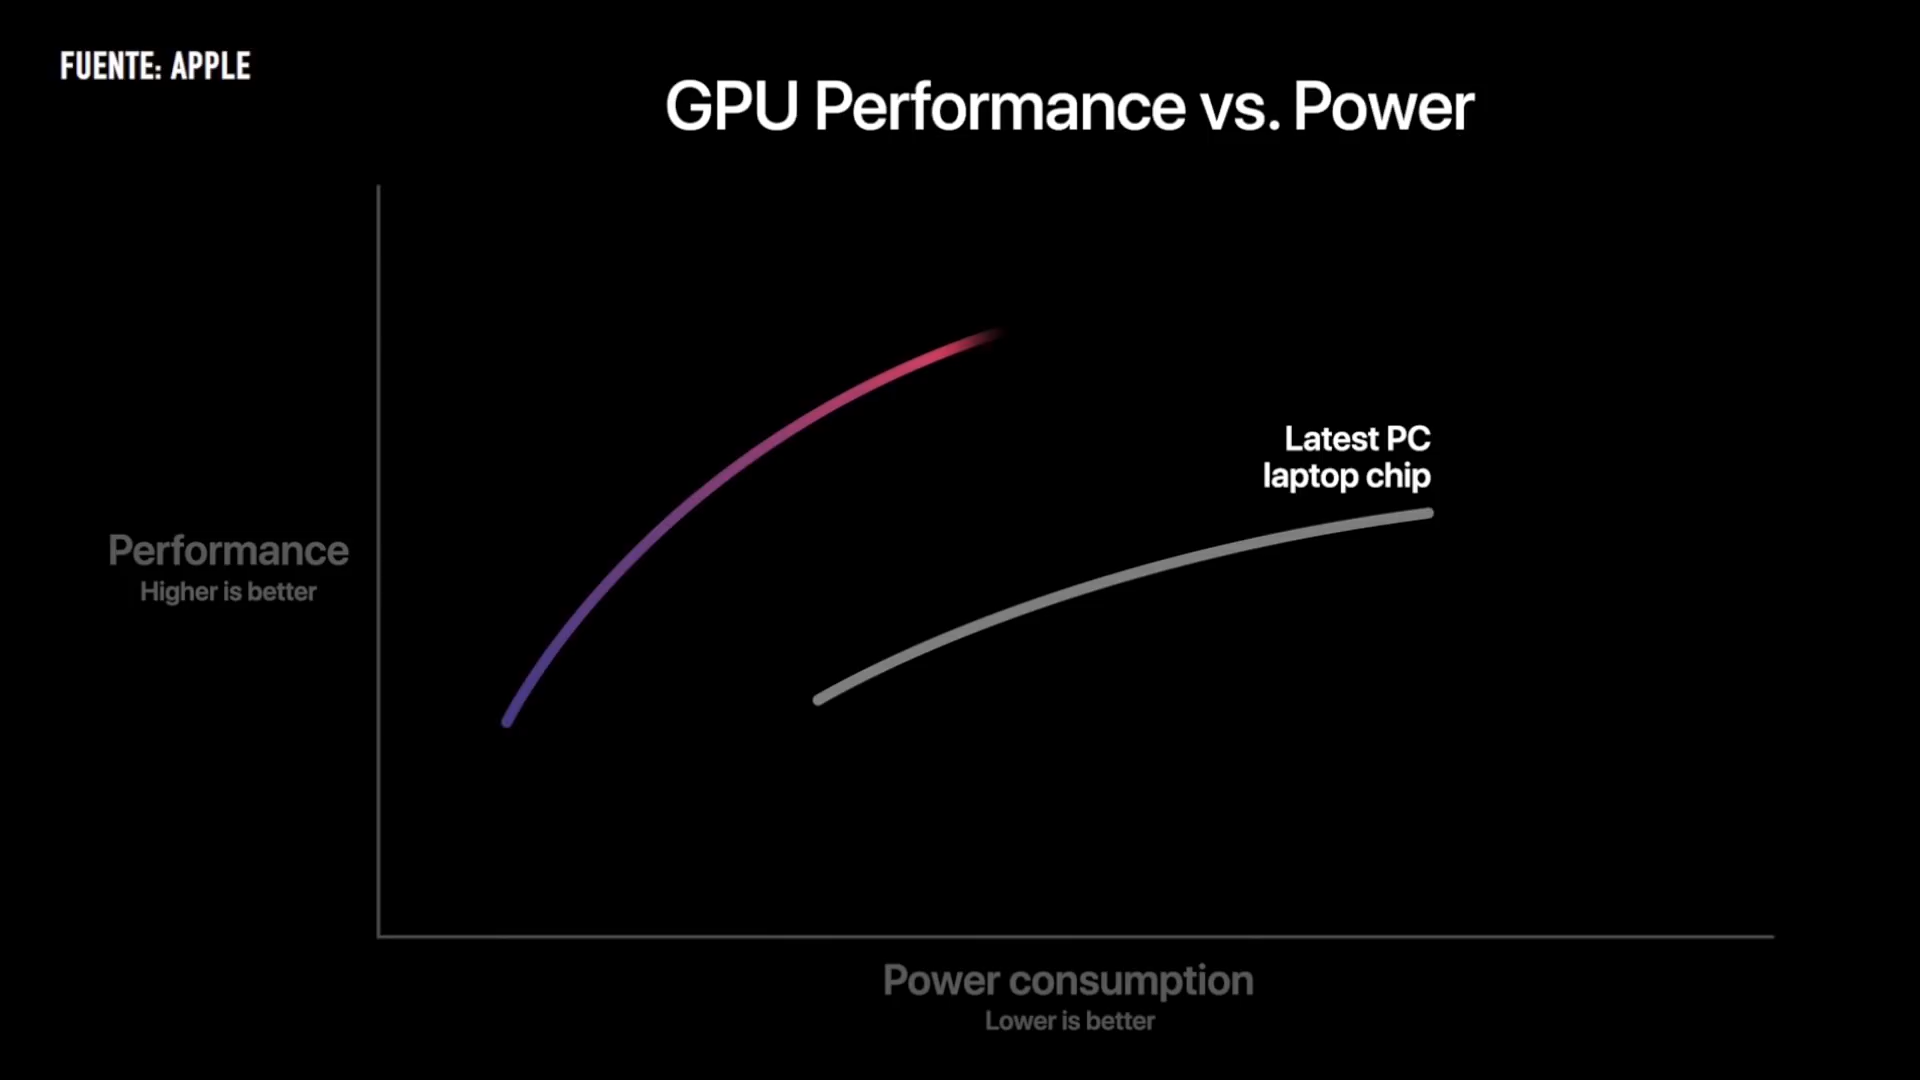 FUENTE: APPLE
GPU Performance vs. Power
Latest PC
laptop chip
Performance
Higher is better
Power consumption
Lower is better